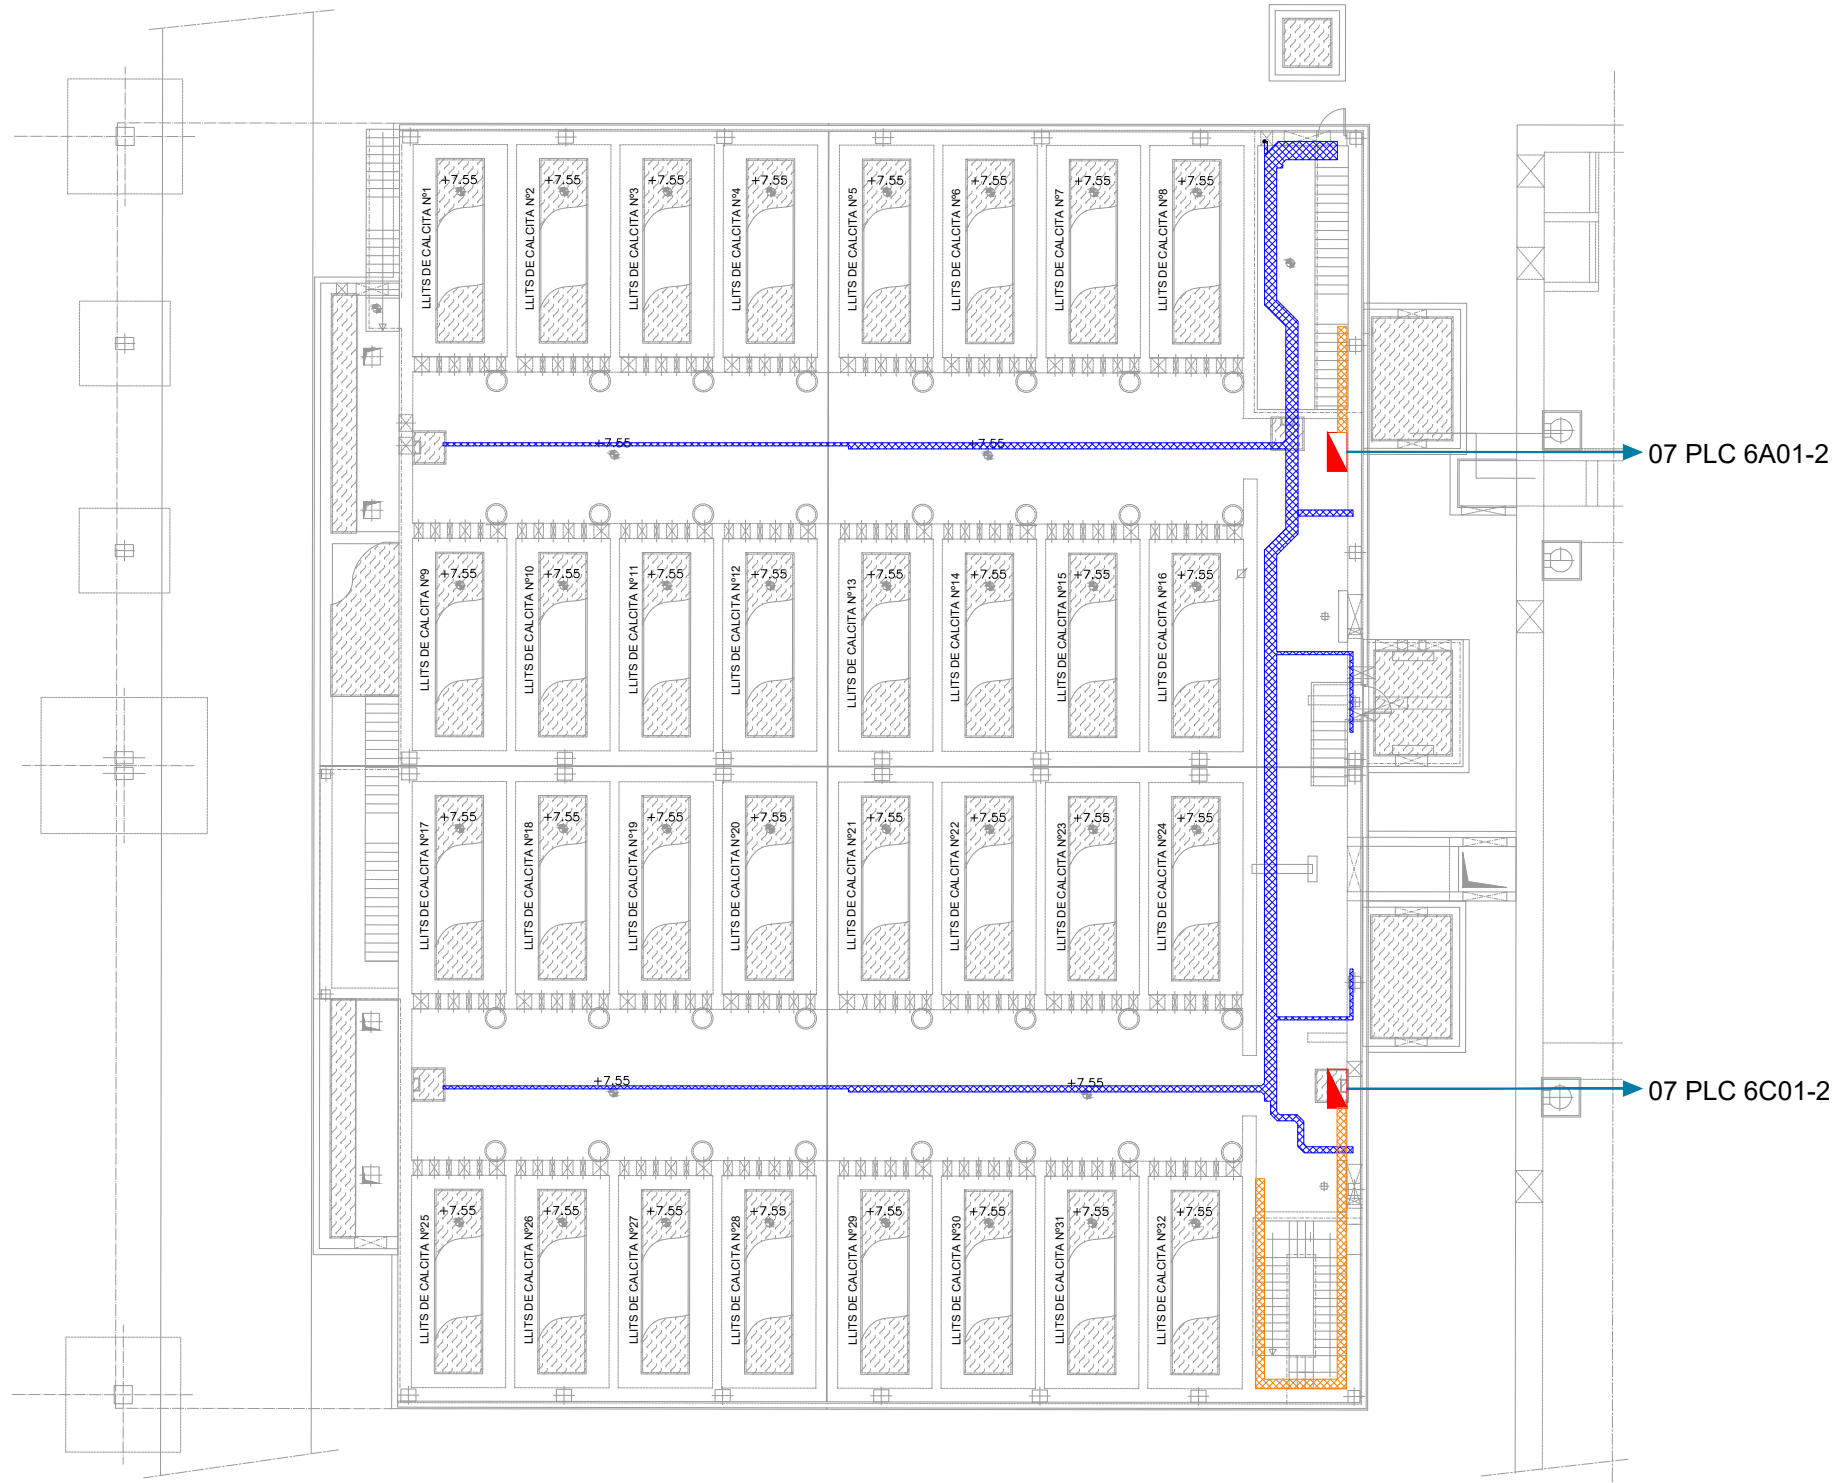 LLITS DE CALCITA Nº1
+7.55
LLITS DE CALCITA Nº2
+7.55
LLITS DE CALCITA Nº3
+7.55
LLITS DE CALCITA Nº4
+7.55
LLITS DE CALCITA Nº5
+7.55
LLITS DE CALCITA Nº6
+7.55
LLITS DE CALCITA Nº7
+7.55
LLITS DE CALCITA Nº8
+7.55
+7.55
+7.55
07 PLC 6A01-2
LLITS DE CALCITA Nº9
+7.55
LLITS DE CALCITA Nº10
+7.55
LLITS DE CALCITA Nº11
+7.55
LLITS DE CALCITA Nº12
+7.55
LLITS DE CALCITA Nº13
+7.55
LLITS DE CALCITA Nº14
+7.55
LLITS DE CALCITA Nº15
+7.55
LLITS DE CALCITA Nº16
+7.55
LLITS DE CALCITA Nº17
+7.55
LLITS DE CALCITA Nº18
+7.55
LLITS DE CALCITA Nº19
+7.55
LLITS DE CALCITA Nº20
+7.55
LLITS DE CALCITA Nº21
+7.55
LLITS DE CALCITA Nº22
+7.55
LLITS DE CALCITA Nº23
+7.55
LLITS DE CALCITA Nº24
+7.55
+7.55
+7.55
07 PLC 6C01-2
LLITS DE CALCITA Nº25
+7.55
LLITS DE CALCITA Nº26
+7.55
LLITS DE CALCITA Nº27
+7.55
LLITS DE CALCITA Nº28
+7.55
LLITS DE CALCITA Nº29
+7.55
LLITS DE CALCITA Nº30
+7.55
LLITS DE CALCITA Nº31
+7.55
LLITS DE CALCITA Nº32
+7.55